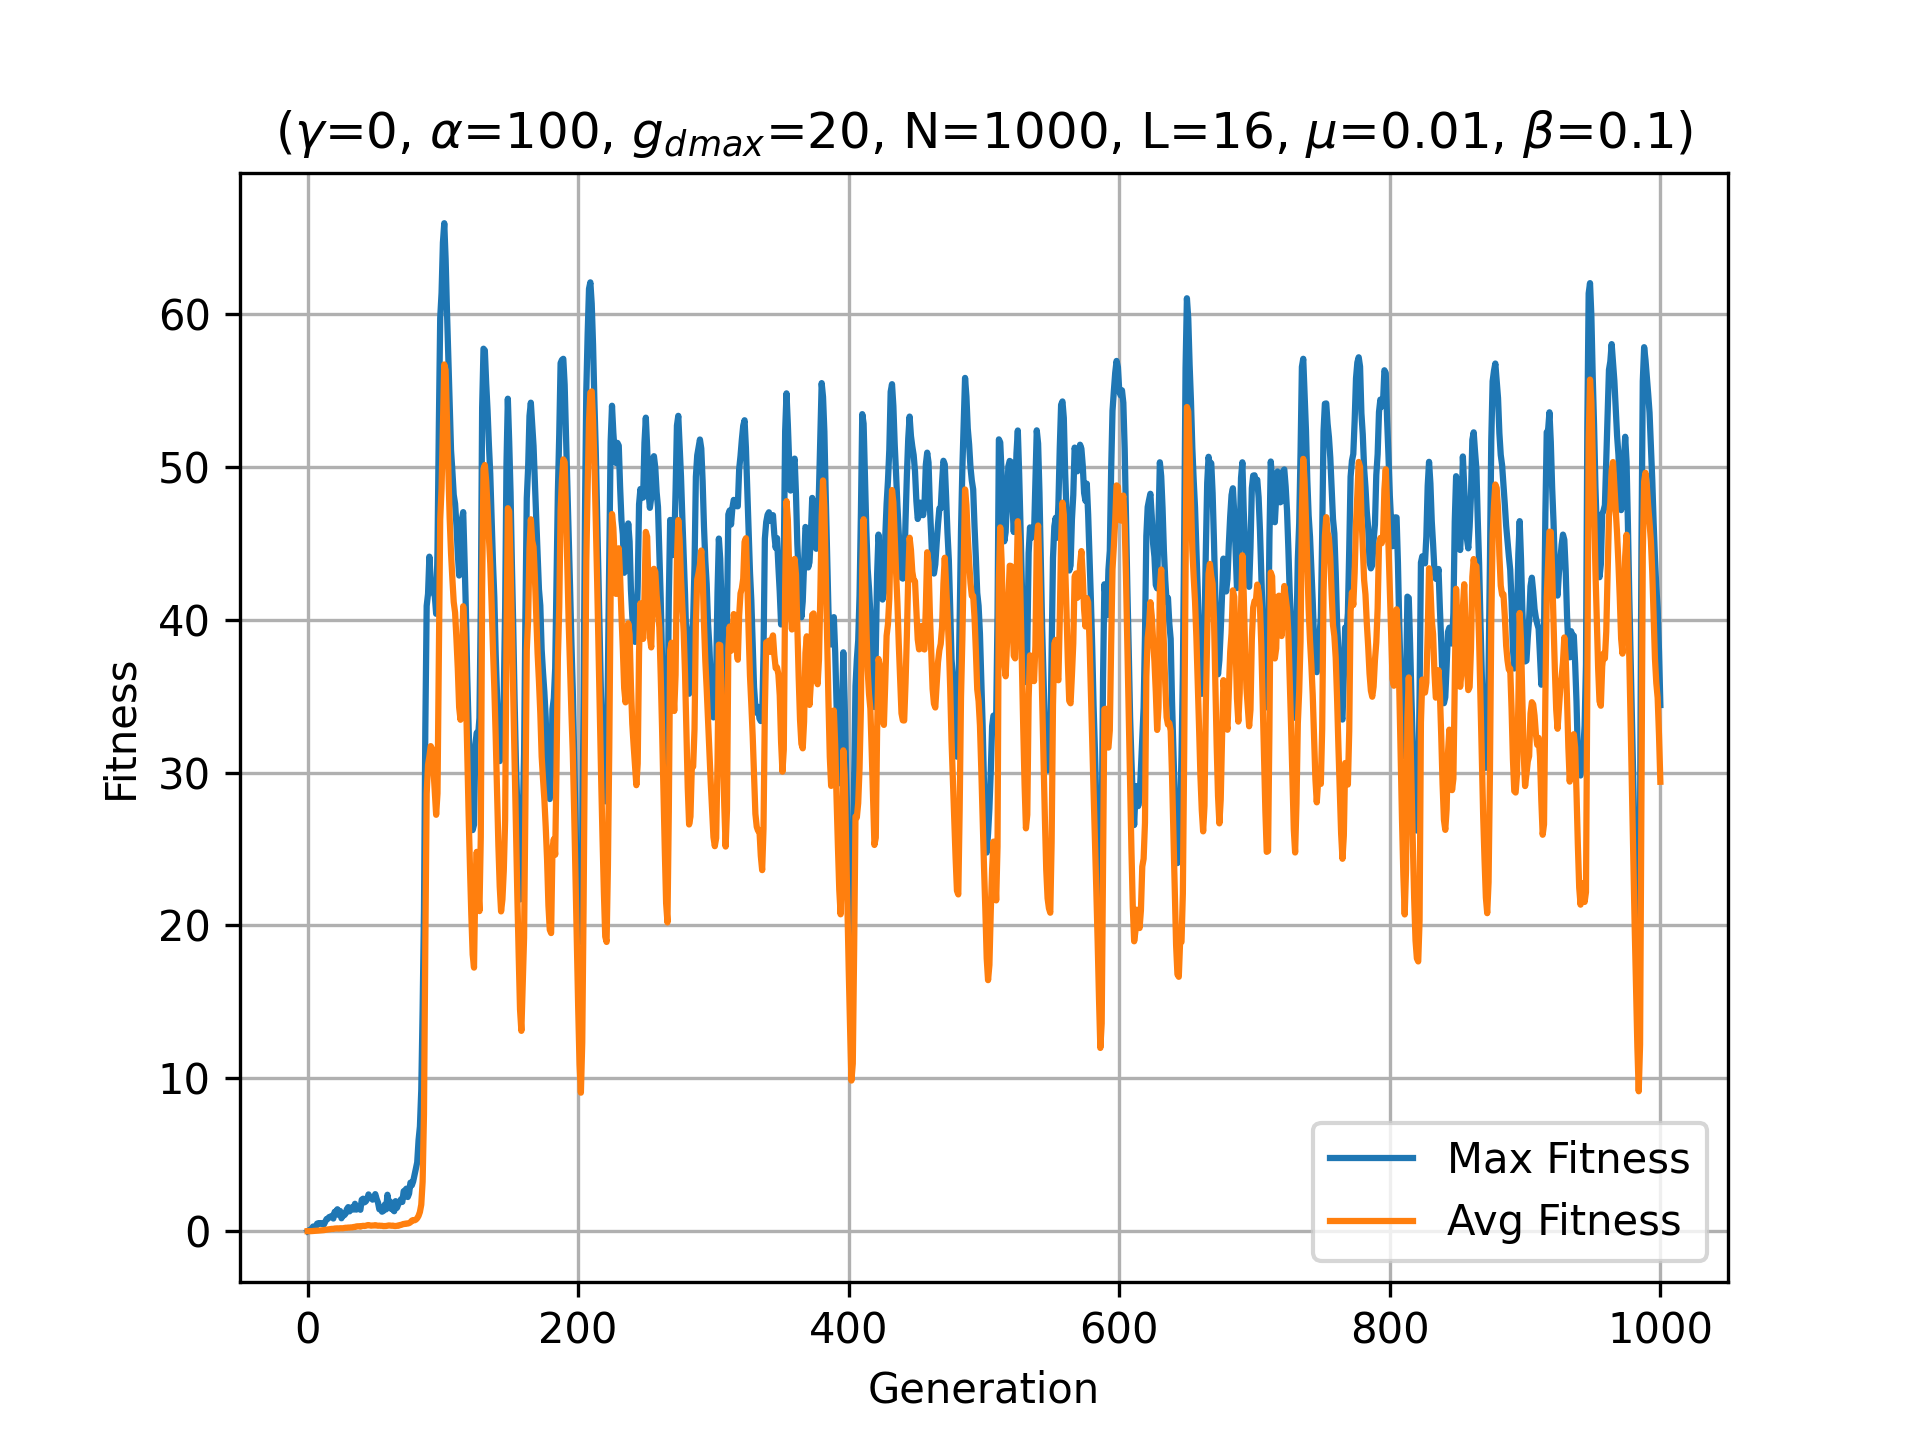 (γ=0, α=100, g_dmax=20, N=1000, L=16, μ=0.01, β=0.1)
60
50
40
30
20
10
0
Fitness
Max Fitness
Avg Fitness
0 200 400 600 800 1000
Generation